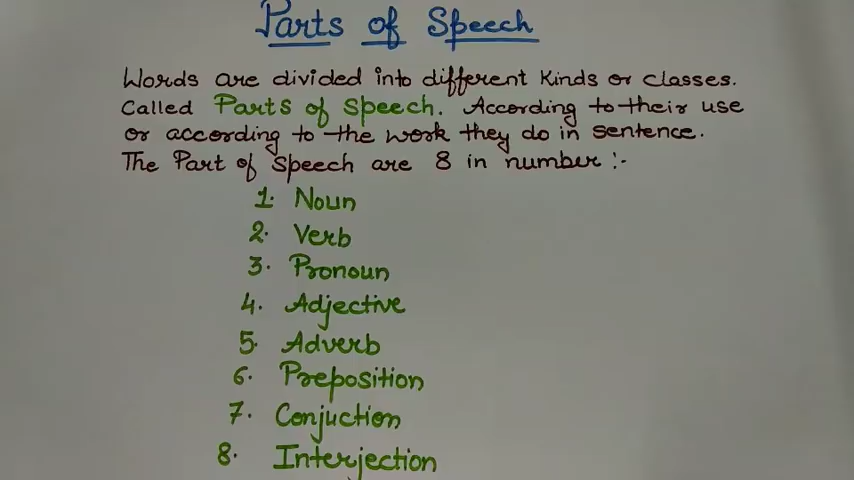 Parts of Speech
Words are divided into different Kinds or classes.
Called Parts of Speech. According to their use
or according to the work they do in sentence.
The Part of Speech are 8 in number :-
1. Noun
2. Verb
3. Pronoun
4. Adjective
5. Adverb
6. Preposition
7. Conjuction
8. Interjection